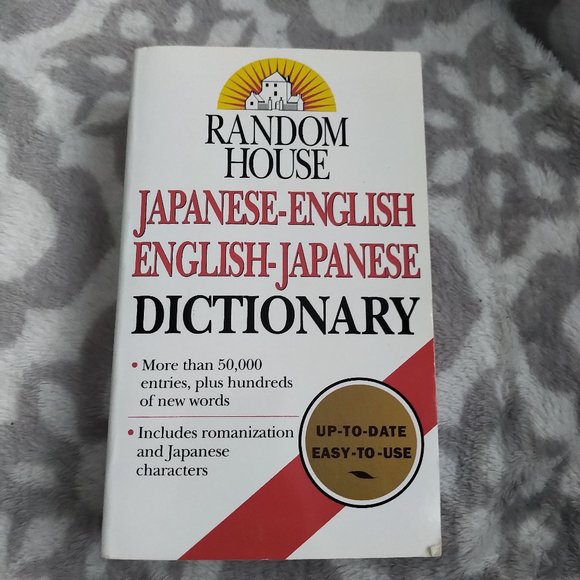 RANDOM
HOUSE
JAPANESE-ENGLISH
ENGLISH-JAPANESE
DICTIONARY
• More than 50,000
entries, plus hundreds
of new words
• Includes romanization
and Japanese
characters
UP-TO-DATE
EASY-TO-USE